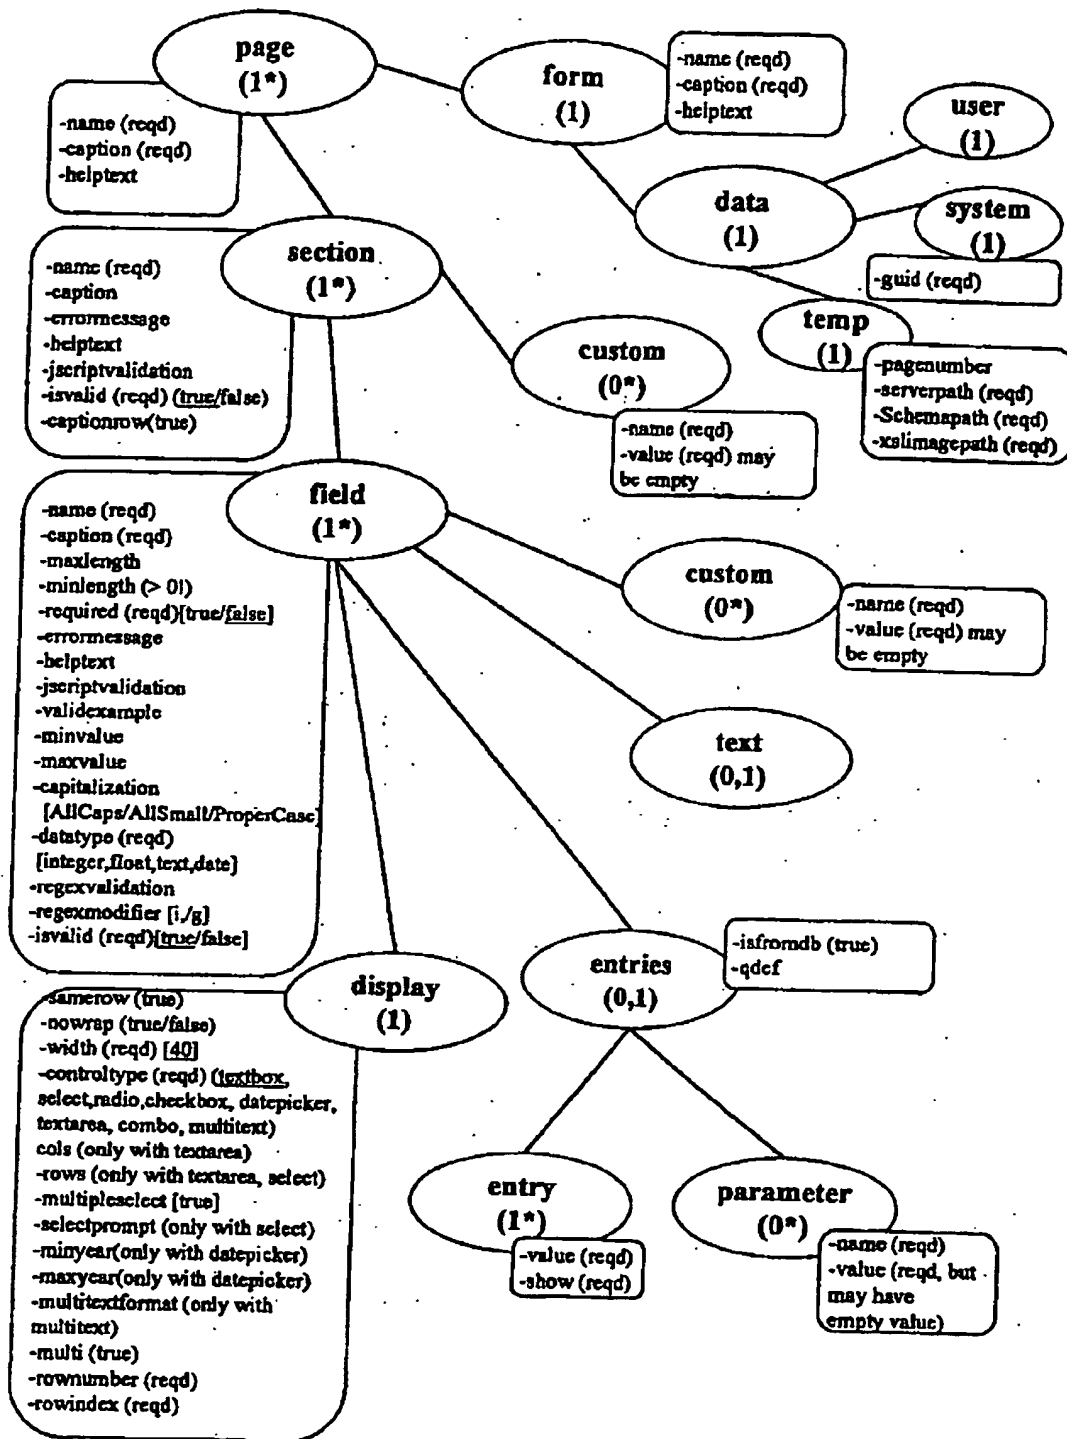 page
(1*)
-name (reqd)
-caption (reqd)
-helptext
form
(1)
-name (reqd)
-caption (reqd)
-helptext
user
(1)
data
(1)
system
(1)
-guid (reqd)
temp
(1)
-pagenumber
-serverpath (reqd)
-Schemapath (reqd)
-xslimagepath (reqd)
section
(1*)
-name (reqd)
-caption
-errormessage
-helptext
-jscriptvalidation
-isvalid (reqd) (true/false)
-captionrow(true)
custom
(0*)
-name (reqd)
-value (reqd) may
be empty
field
(1*)
-name (reqd)
-caption (reqd)
-maxlength
-minlength (> 0!)
-required (reqd)[true/false]
-errormessage
-helptext
-jscriptvalidation
-validexample
-minvalue
-maxvalue
-capitalization
[AllCaps/AllSmall/ProperCase]
-datatype (reqd)
[integer,float,text,date]
-regexvalidation
-regexmodifier [i,/g]
-isvalid (reqd)[true/false]
custom
(0*)
-name (reqd)
-value (reqd) may
be empty
text
(0,1)
entries
(0,1)
-isfromdb (true)
-qdef
display
(1)
-samerow (true)
-nowrap (true/false)
-width (reqd) [40]
-controltype (reqd) (textbox,
select,radio,checkbox, datepicker,
textarea, combo, multitext)
cols (only with textarea)
-rows (only with textarea, select)
-multipleselect [true]
-selectprompt (only with select)
-minyear(only with datepicker)
-maxyear(only with datepicker)
-multitextformat (only with
multitext)
-multi (true)
-rownumber (reqd)
-rowindex (reqd)
entry
(1*)
-value (reqd)
-show (reqd)
parameter
(0*)
-name (reqd)
-value (reqd, but
may have
empty value)